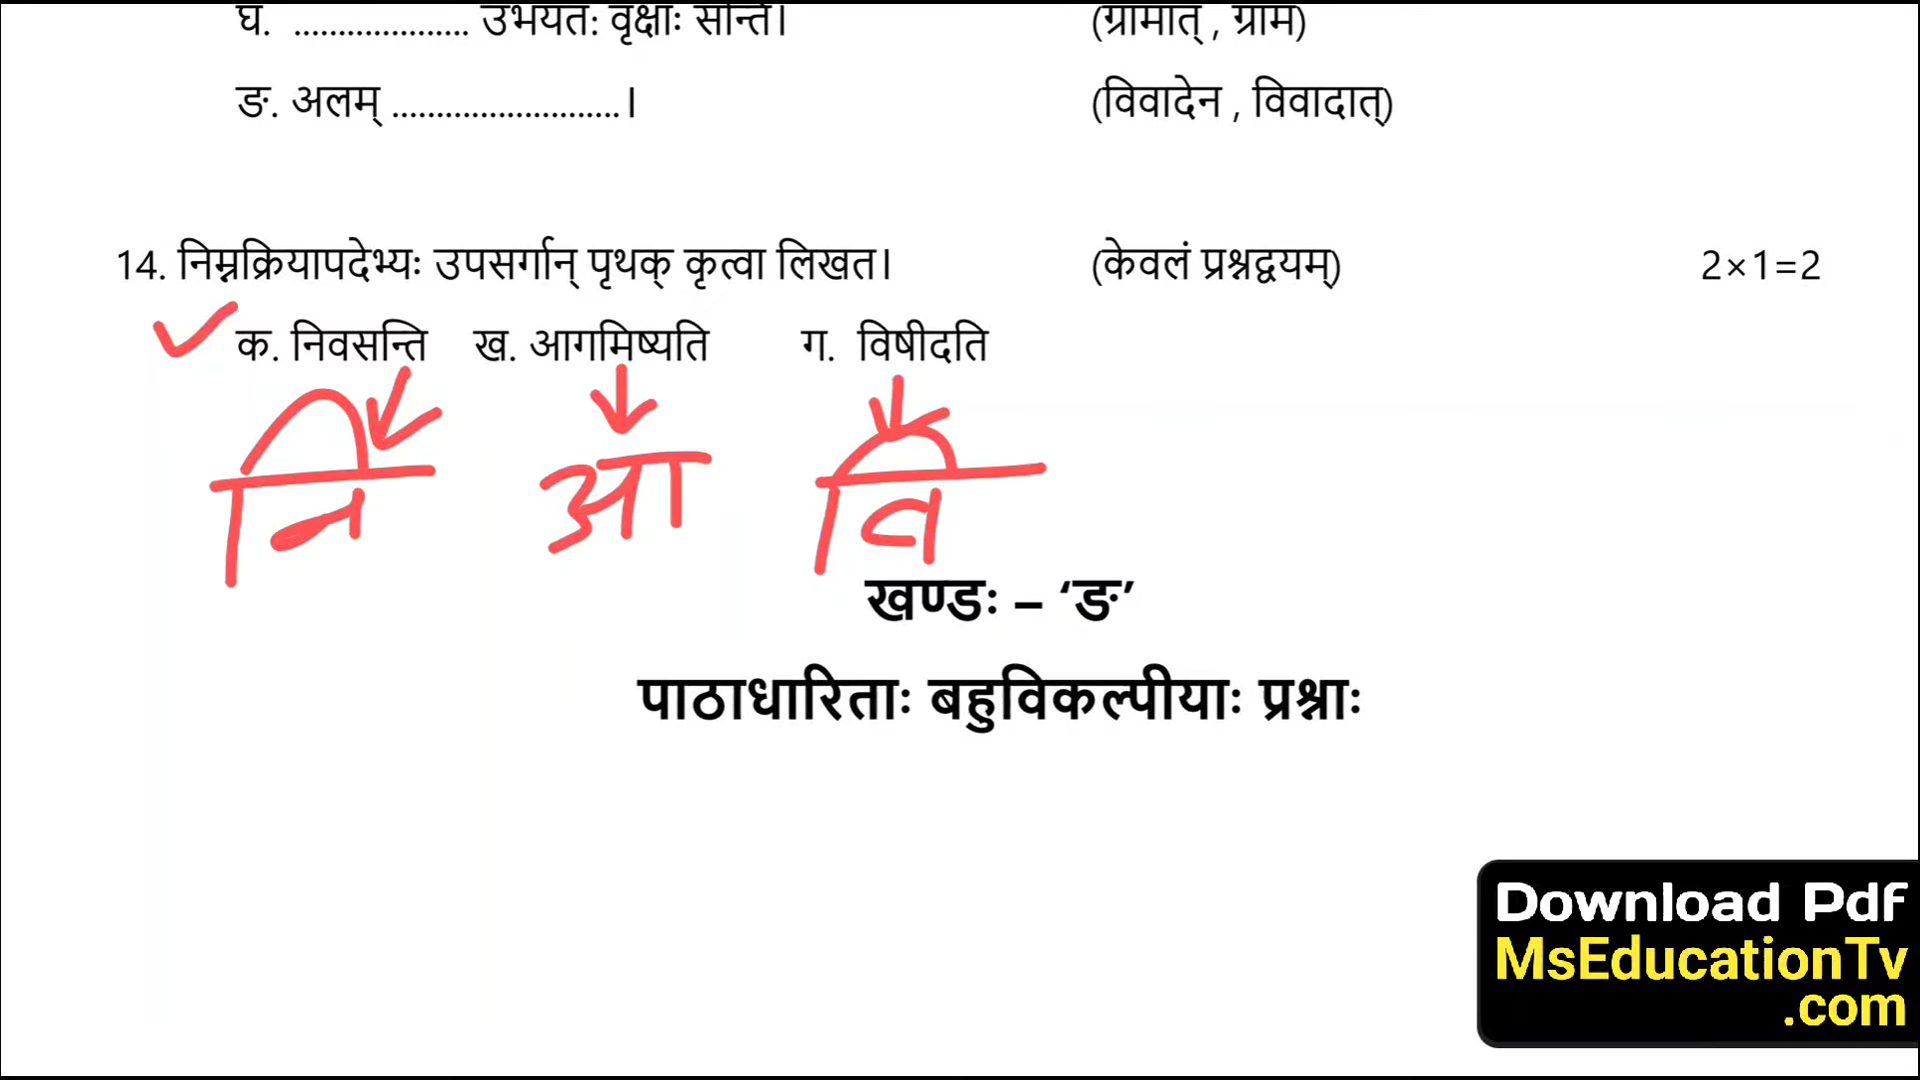 घ. .................... उभयत: वृक्षाः सन्ति। (ग्रामात् , ग्राम)
ङ. अलम् ..........................। (विवादेन , विवादात्)
14. निम्नक्रियापदेभ्यः उपसर्गान् पृथक् कृत्वा लिखत। (केवलं प्रश्नद्वयम्) 2×1=2
क. निवसन्ति ख. आगमिष्यति ग. विषीदति
नि आ वि
खण्डः – ‘ङ’
पाठाधारिताः बहुविकल्पीयाः प्रश्नाः
Download Pdf
MsEducationTv
.com